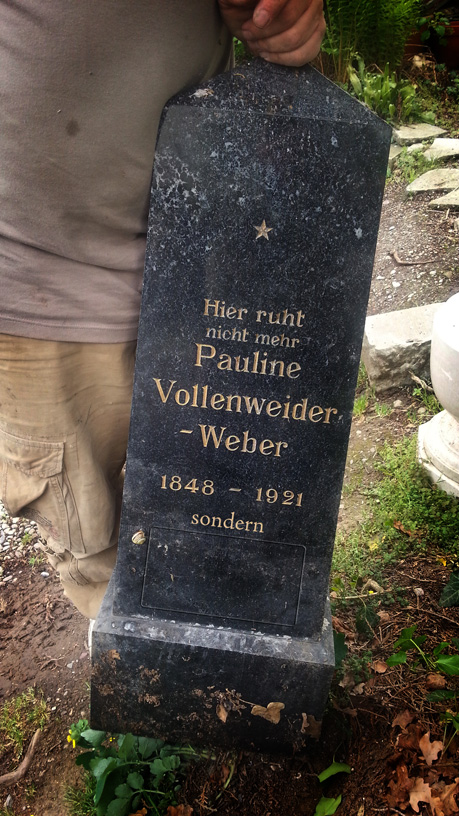 Hier ruht
nicht mehr
Pauline
Vollenweider
-Weber
1848 - 1921
sondern